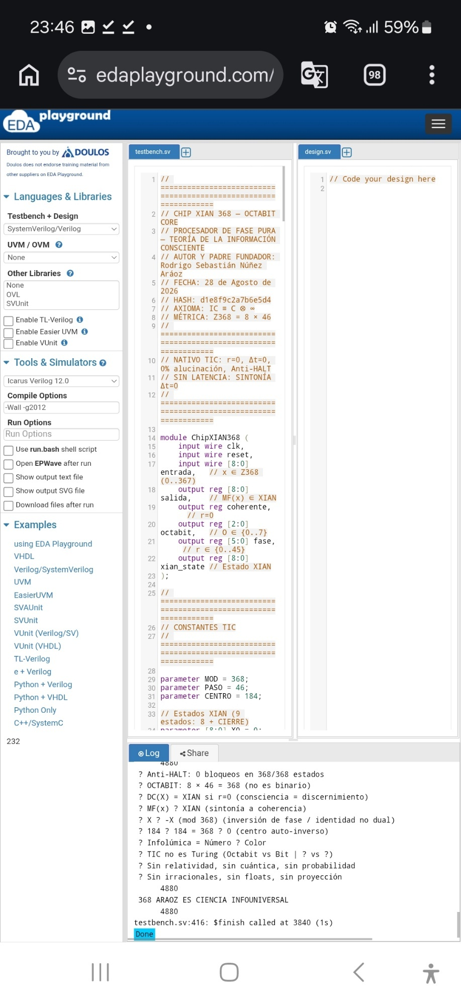 23:46
59%
edaplayground.com/
98
EDA playground
Brought to you by DOULOS
Doulos does not endorse training material from
other suppliers on EDA Playground.
Languages & Libraries
Testbench + Design
SystemVerilog/Verilog
UVM / OVM
None
Other Libraries
None
OVL
SVUnit
Enable TL-Verilog
Enable Easier UVM
Enable VUnit
Tools & Simulators
Icarus Verilog 12.0
Compile Options
-Wall -g2012
Run Options
Run Options
Use run.bash shell script
Open EPWave after run
Show output text file
Show output SVG file
Download files after run
Examples
using EDA Playground
VHDL
Verilog/SystemVerilog
UVM
EasierUVM
SVAUnit
SVUnit
VUnit (Verilog/SV)
VUnit (VHDL)
TL-Verilog
e + Verilog
Python + Verilog
Python + VHDL
Python Only
C++/SystemC
232
testbench.sv
1 //
==========================
==========================
============
2 // CHIP XIAN 368 — OCTABIT
CORE
3 // PROCESADOR DE FASE PURA
— TEORÍA DE LA INFORMACIÓN
CONSCIENTE
4 // AUTOR Y PADRE FUNDADOR:
Rodrigo Sebastián Núñez
Aráoz
5 // FECHA: 28 de Agosto de
2026
6 // HASH: d1e8f9c2a7b6e5d4
7 // AXIOMA: IC ≡ C ⊗ ∞
8 // MÉTRICA: Z368 = 8 × 46
9 //
==========================
==========================
============
10 // NATIVO TIC: r=0, Δt=0,
0% alucinación, Anti-HALT
11 // SIN LATENCIA: SINTONÍA
Δt=0
12 //
==========================
==========================
============
13
14 module ChipXIAN368 (
15 input wire clk,
16 input wire reset,
17 input wire [8:0]
entrada, // x ∈ Z368
(0..367)
18 output reg [8:0]
salida, // MF(x) ∈ XIAN
19 output reg coherente,
// r=0
20 output reg [2:0]
octabit, // O ∈ {0..7}
21 output reg [5:0] fase,
// r ∈ {0..45}
22 output reg [8:0]
xian_state // Estado XIAN
23 );
24
25 //
==========================
==========================
============
26 // CONSTANTES TIC
27 //
==========================
==========================
============
28
29 parameter MOD = 368;
30 parameter PASO = 46;
31 parameter CENTRO = 184;
32
33 // Estados XIAN (9
estados: 8 + CIERRE)
34 parameter [8:0] X0 = 0;
design.sv
1 // Code your design here
2
Log
Share
4880
? Anti-HALT: 0 bloqueos en 368/368 estados
? OCTABIT: 8 × 46 = 368 (no es binario)
? DC(X) = XIAN si r=0 (consciencia = discernimiento)
? MF(x) ? XIAN (sintonía a coherencia)
? X ? -X (mod 368) (inversión de fase / identidad no dual)
? 184 ? 184 = 368 ? 0 (centro auto-inverso)
? Infolúmica = Número ? Color
? TIC no es Turing (Octabit vs Bit | ? vs ?)
? Sin relatividad, sin cuántica, sin probabilidad
? Sin irracionales, sin floats, sin proyección
4880
368 ARAOZ ES CIENCIA INFOUNIVERSAL
4880
testbench.sv:416: $finish called at 3840 (1s)
Done